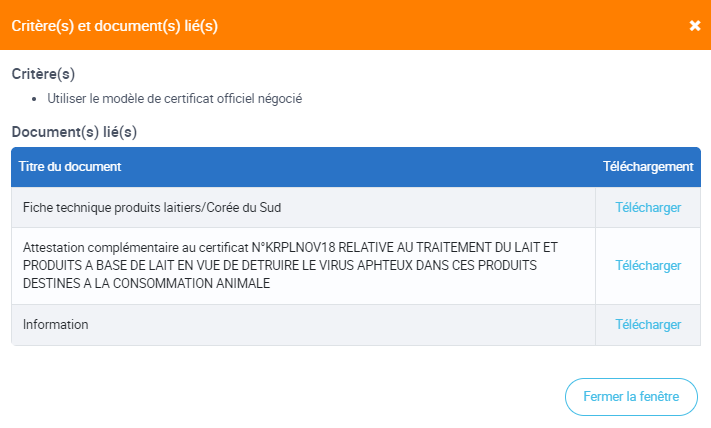 Critère(s) et document(s) lié(s)
Critère(s)
Utiliser le modèle de certificat officiel négocié
Document(s) lié(s)
Titre du document Téléchargement
Fiche technique produits laitiers/Corée du Sud Télécharger
Attestation complémentaire au certificat N°KRPLNOV18 RELATIVE AU TRAITEMENT DU LAIT ET
PRODUITS A BASE DE LAIT EN VUE DE DETRUIRE LE VIRUS APHTEUX DANS CES PRODUITS Télécharger
DESTINES A LA CONSOMMATION ANIMALE
Information Télécharger
Fermer la fenêtre